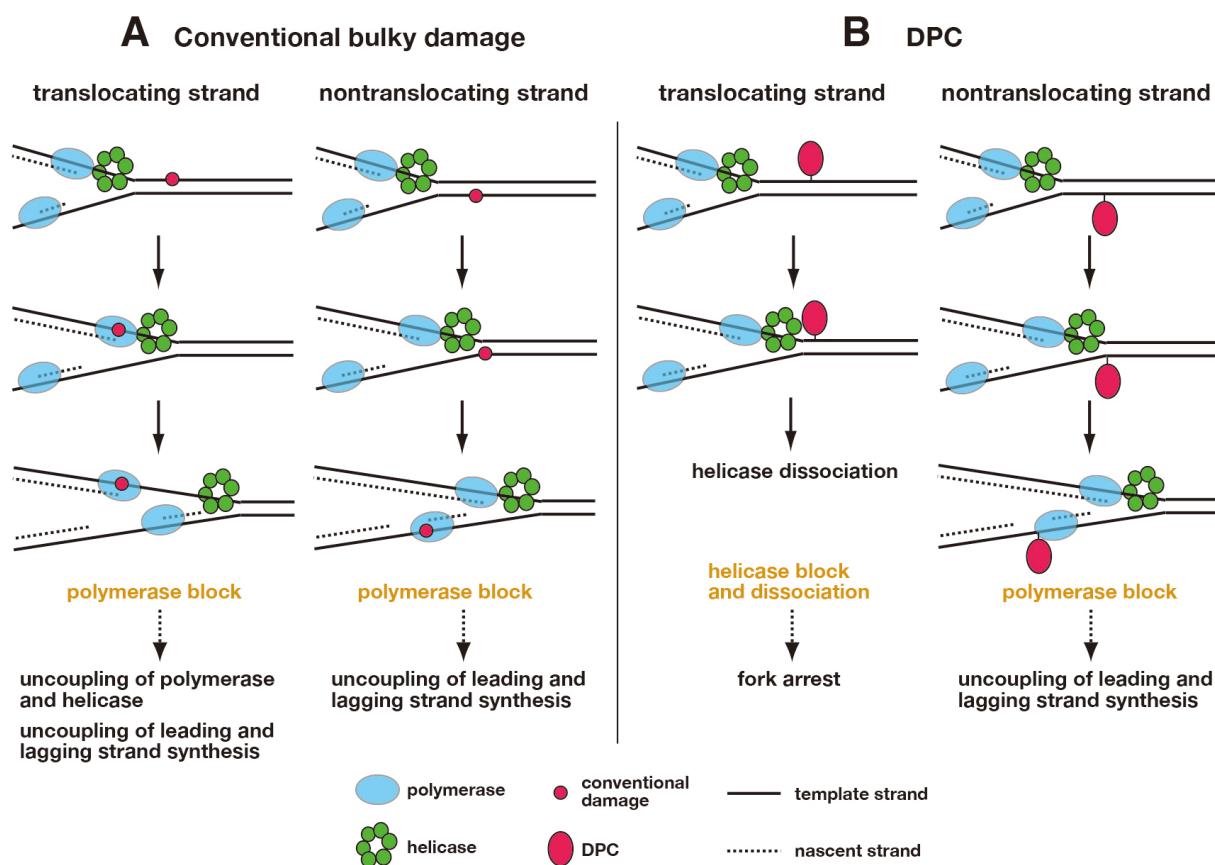 A Conventional bulky damage
B DPC
translocating strand
nontranslocating strand
translocating strand
nontranslocating strand
helicase dissociation
polymerase block
polymerase block
helicase block
and dissociation
polymerase block
uncoupling of polymerase
and helicase
uncoupling of leading and
lagging strand synthesis
uncoupling of leading and
lagging strand synthesis
fork arrest
uncoupling of leading and
lagging strand synthesis
polymerase
conventional
damage
template strand
helicase
DPC
nascent strand